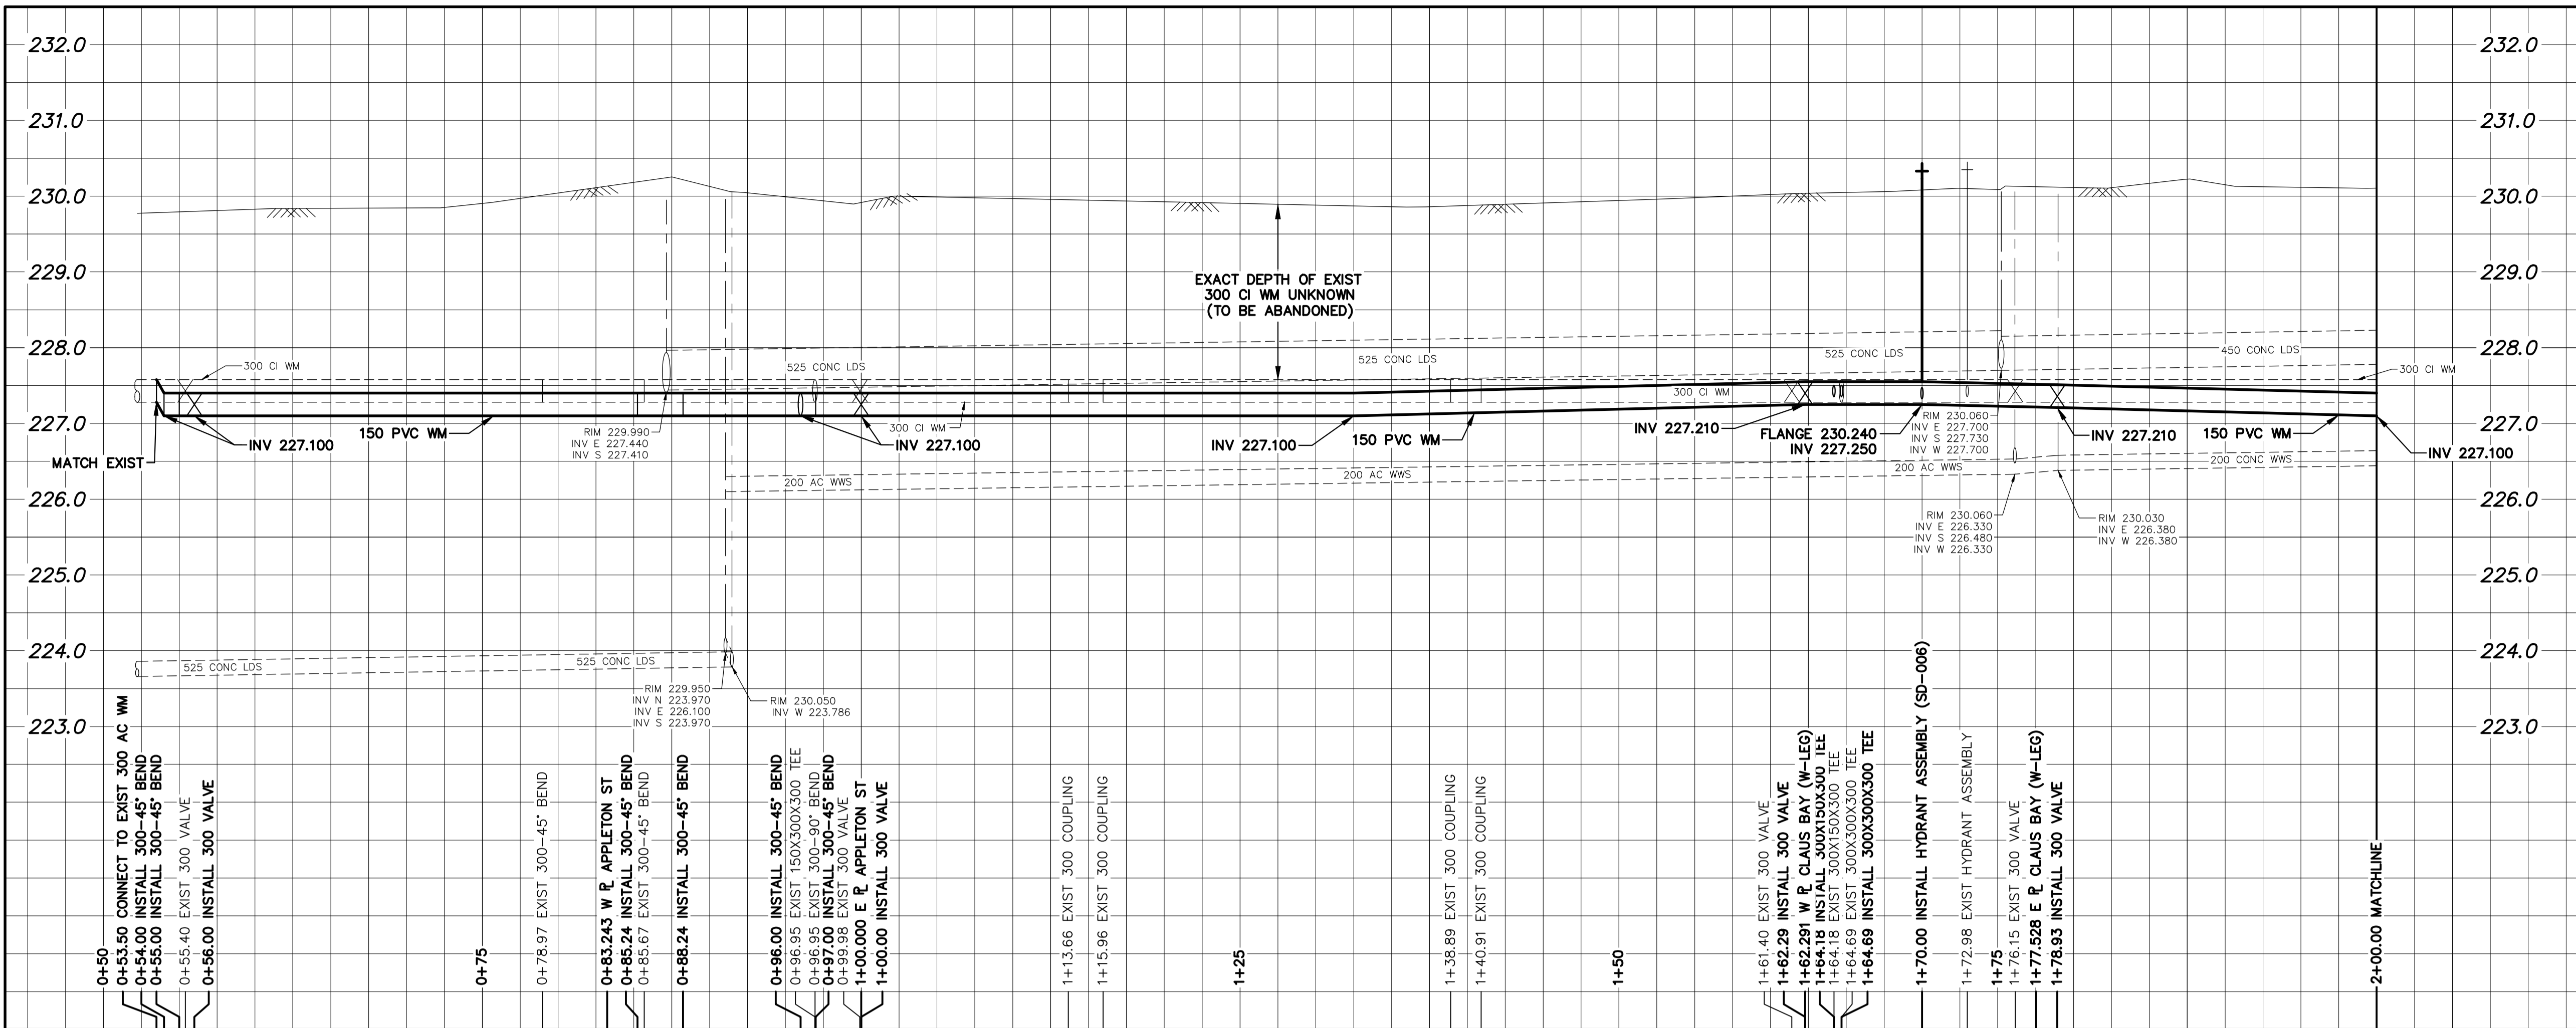 232.0
232.0
231.0
231.0
230.0
230.0
229.0
229.0
EXACT DEPTH OF EXIST
300 CI WM UNKNOWN
(TO BE ABANDONED)
228.0
228.0
300 CI WM
525 CONC LDS
525 CONC LDS
525 CONC LDS
450 CONC LDS
300 CI WM
300 CI WM
227.0
227.0
150 PVC WM
INV 227.100
MATCH EXIST
RIM 229.990
INV E 227.440
INV S 227.410
300 CI WM
INV 227.100
INV 227.100
150 PVC WM
INV 227.210
FLANGE 230.240
INV 227.250
RIM 230.060
INV E 227.700
INV S 227.730
INV W 227.700
INV 227.210
150 PVC WM
INV 227.100
200 AC WWS
200 AC WWS
200 AC WWS
200 CONC WWS
226.0
226.0
RIM 230.060
INV E 226.330
INV S 226.480
INV W 226.330
RIM 230.030
INV E 226.380
INV W 226.380
225.0
225.0
224.0
224.0
525 CONC LDS
525 CONC LDS
RIM 229.950
INV N 223.970
INV E 226.100
INV S 223.970
RIM 230.050
INV W 223.786
223.0
223.0
0+50
0+53.50 CONNECT TO EXIST 300 AC WM
0+54.00 INSTALL 300-45° BEND
0+55.00 INSTALL 300-45° BEND
0+55.40 EXIST 300 VALVE
0+56.00 INSTALL 300 VALVE
0+75
0+78.97 EXIST 300-45° BEND
0+83.243 W PL APPLETON ST
0+85.24 INSTALL 300-45° BEND
0+85.67 EXIST 300-45° BEND
0+88.24 INSTALL 300-45° BEND
0+96.00 INSTALL 300-45° BEND
0+96.95 EXIST 150X300X300 TEE
0+96.95 EXIST 300-90° BEND
0+97.00 INSTALL 300-45° BEND
0+99.98 EXIST 300 VALVE
1+00.000 E PL APPLETON ST
1+00.00 INSTALL 300 VALVE
1+13.66 EXIST 300 COUPLING
1+15.96 EXIST 300 COUPLING
1+25
1+38.89 EXIST 300 COUPLING
1+40.91 EXIST 300 COUPLING
1+50
1+61.40 EXIST 300 VALVE
1+62.29 INSTALL 300 VALVE
1+62.291 W PL CLAUS BAY (W-LEG)
1+64.18 INSTALL 300X150X300 TEE
1+64.18 EXIST 300X150X300 TEE
1+64.69 EXIST 300X300X300 TEE
1+64.69 INSTALL 300X300X300 TEE
1+70.00 INSTALL HYDRANT ASSEMBLY (SD-006)
1+72.98 EXIST HYDRANT ASSEMBLY
1+75
1+76.15 EXIST 300 VALVE
1+77.528 E PL CLAUS BAY (W-LEG)
1+78.93 INSTALL 300 VALVE
2+00.00 MATCHLINE